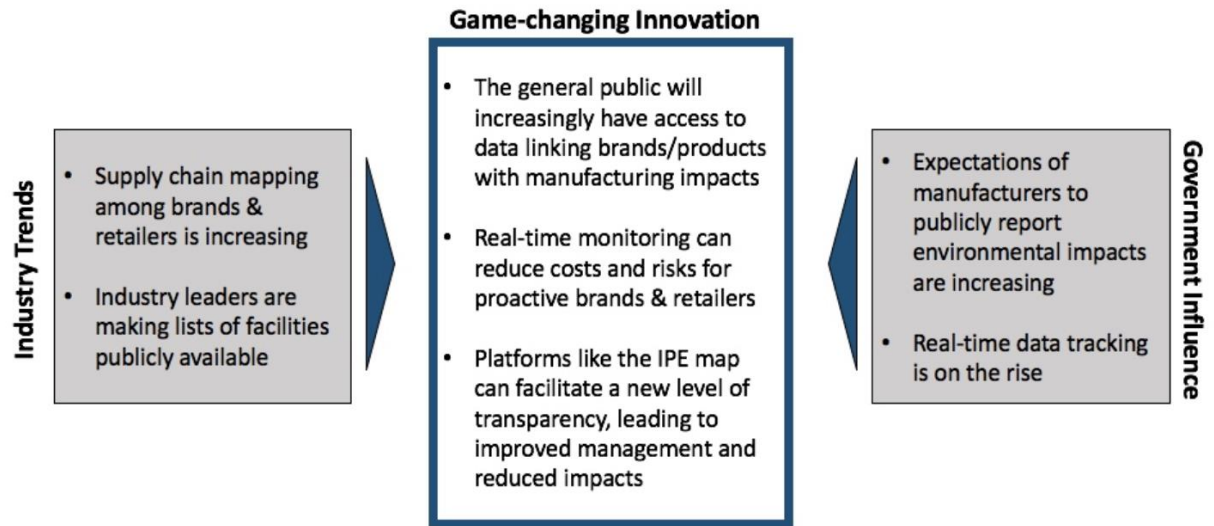 Game-changing Innovation
Industry Trends
• Supply chain mapping
among brands &
retailers is increasing
• Industry leaders are
making lists of facilities
publicly available
• The general public will
increasingly have access to
data linking brands/products
with manufacturing impacts
• Real-time monitoring can
reduce costs and risks for
proactive brands & retailers
• Platforms like the IPE map
can facilitate a new level of
transparency, leading to
improved management and
reduced impacts
• Expectations of
manufacturers to
publicly report
environmental impacts
are increasing
• Real-time data tracking
is on the rise
Government Influence